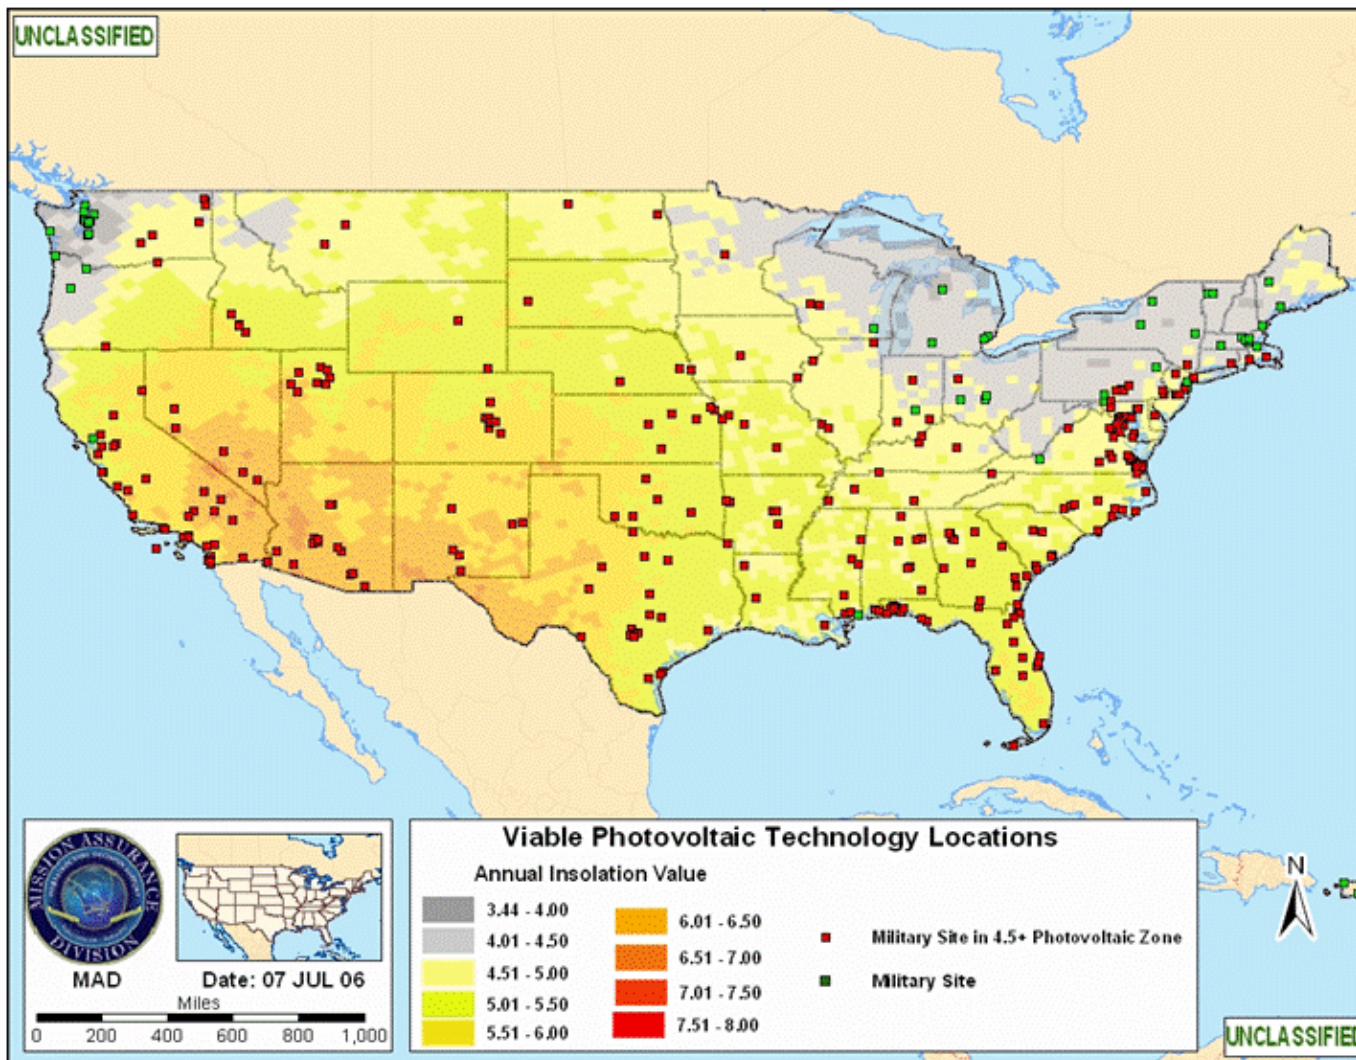 UNCLASSIFIED
Viable Photovoltaic Technology Locations
Annual Insolation Value
3.44 - 4.00
4.01 - 4.50
4.51 - 5.00
5.01 - 5.50
5.51 - 6.00
6.01 - 6.50
6.51 - 7.00
7.01 - 7.50
7.51 - 8.00
Military Site in 4.5+ Photovoltaic Zone
Military Site
MISSION ASSURANCE
DIVISION
MAD
Date: 07 JUL 06
Miles
0 200 400 600 800 1,000
N
UNCLASSIFIED